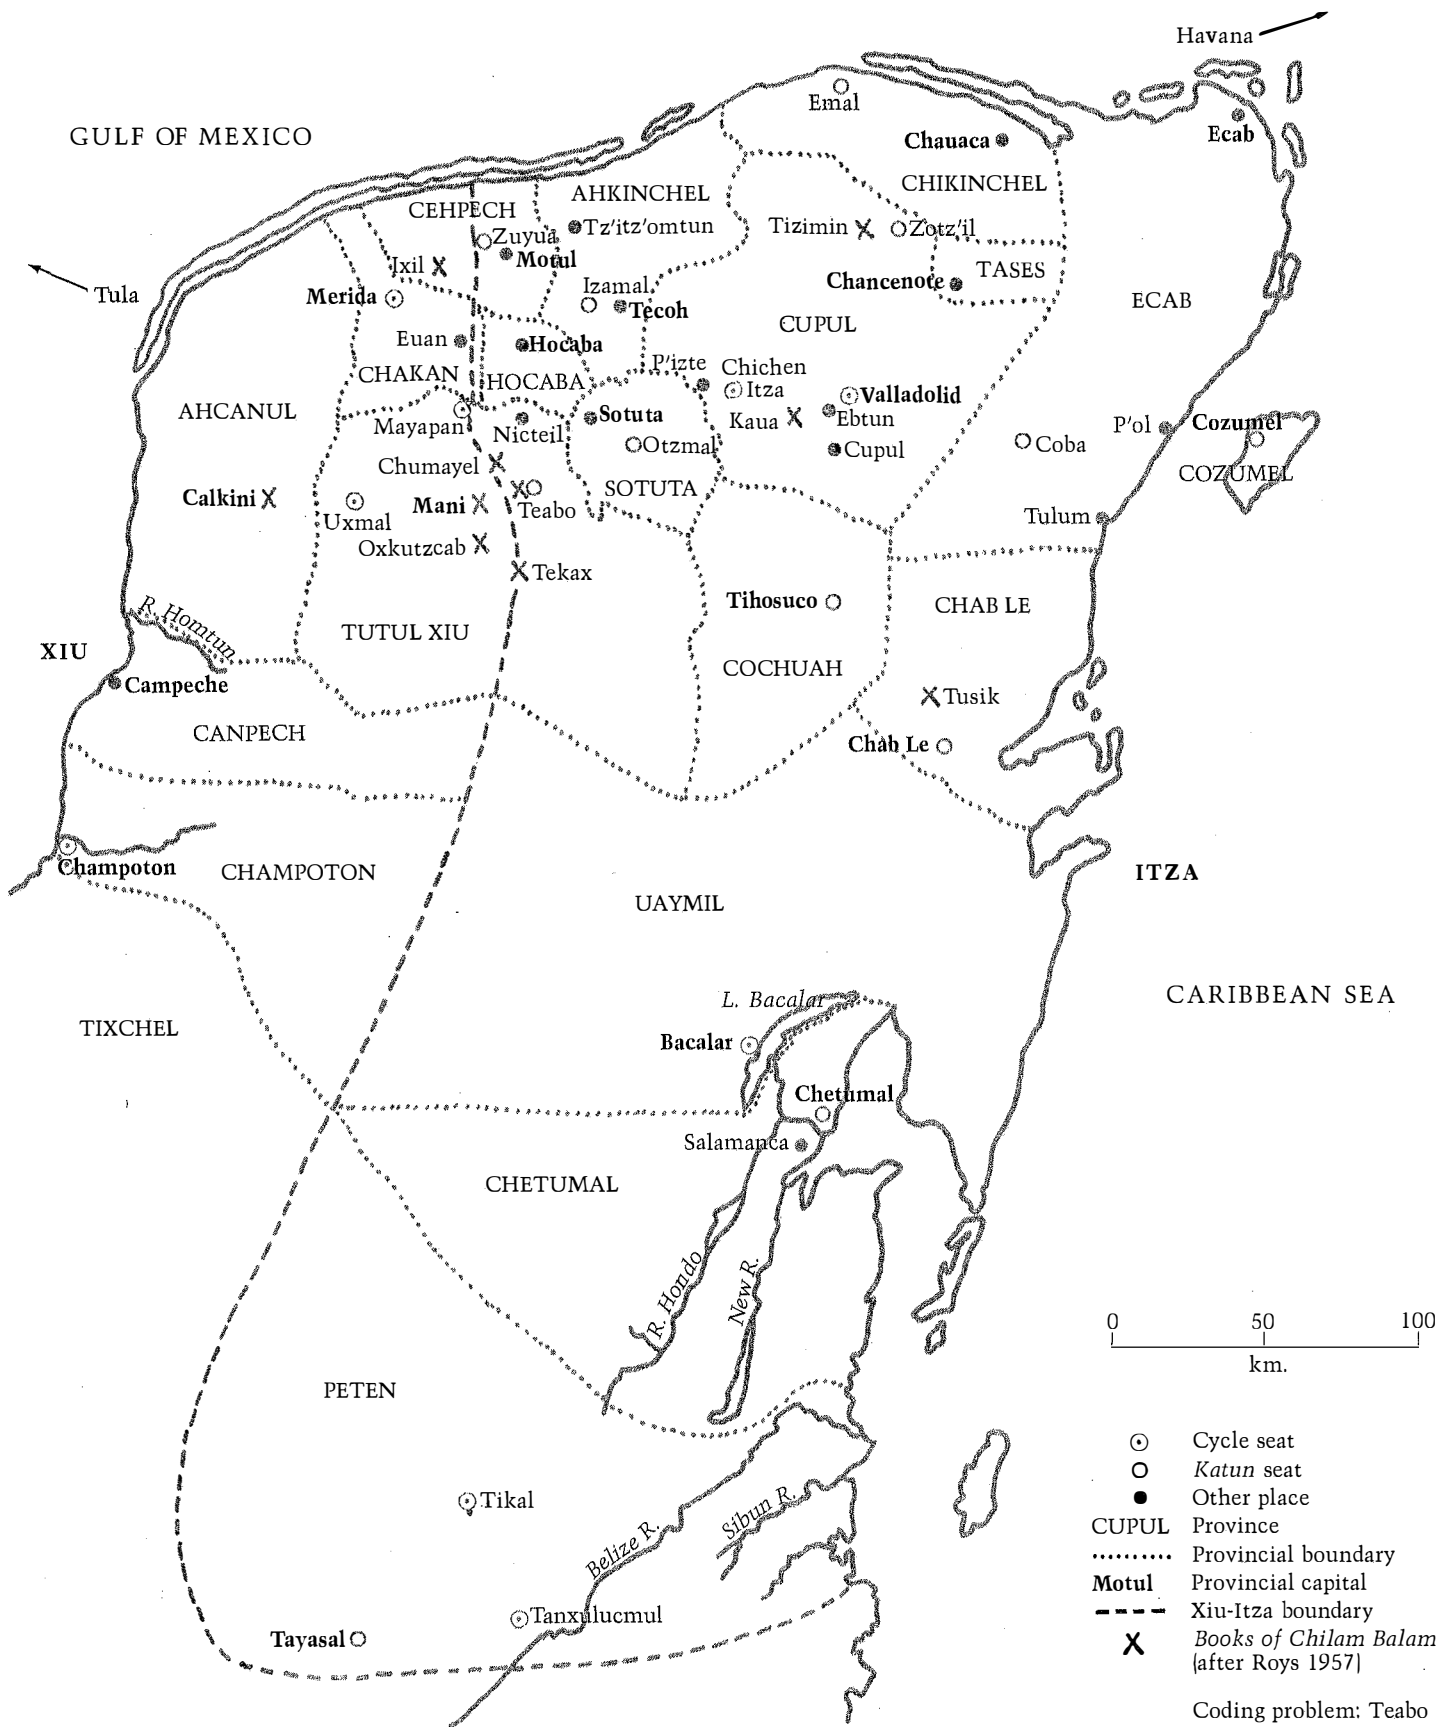 Havana
Emal
GULF OF MEXICO
Chauaca
Ecab
CHIKINCHEL
AHKINCHEL
CEHPECH
Tz'itz'omtun
Tizimin
Zotz'il
Zuyua
Motul
Ixil
TASES
Tula
Merida
Izamal
Tecoh
Chancenote
ECAB
CUPUL
Euan
Hocaba
P'izte
Chichen
Itza
CHAKAN
HOCABA
Valladolid
AHCANUL
Sotuta
Kaua
Ebtun
P'ol
Cozumel
Mayapan
Nicteil
Otzmal
Cupul
Coba
Chumayel
COZUMEL
SOTUTA
Calkini
Mani
Teabo
Uxmal
Tulum
Oxkutzcab
Tekax
Tihosuco
CHAB LE
R. Homtun
TUTUL XIU
XIU
COCHUAH
Campeche
Tusik
CANPECH
Chab Le
Champoton
CHAMPOTON
ITZA
UAYMIL
CARIBBEAN SEA
L. Bacalar
TIXCHEL
Bacalar
Chetumal
Salamanca
CHETUMAL
R. Hondo
New R.
0 50 100
km.
PETEN
Cycle seat
Katun seat
Tikal
Sibun R.
Other place
CUPUL Province
Belize R.
Provincial boundary
Motul Provincial capital
Xiu-Itza boundary
Tanxulucmul
Tayasal
Books of Chilam Balam
(after Roys 1957)
Coding problem: Teabo